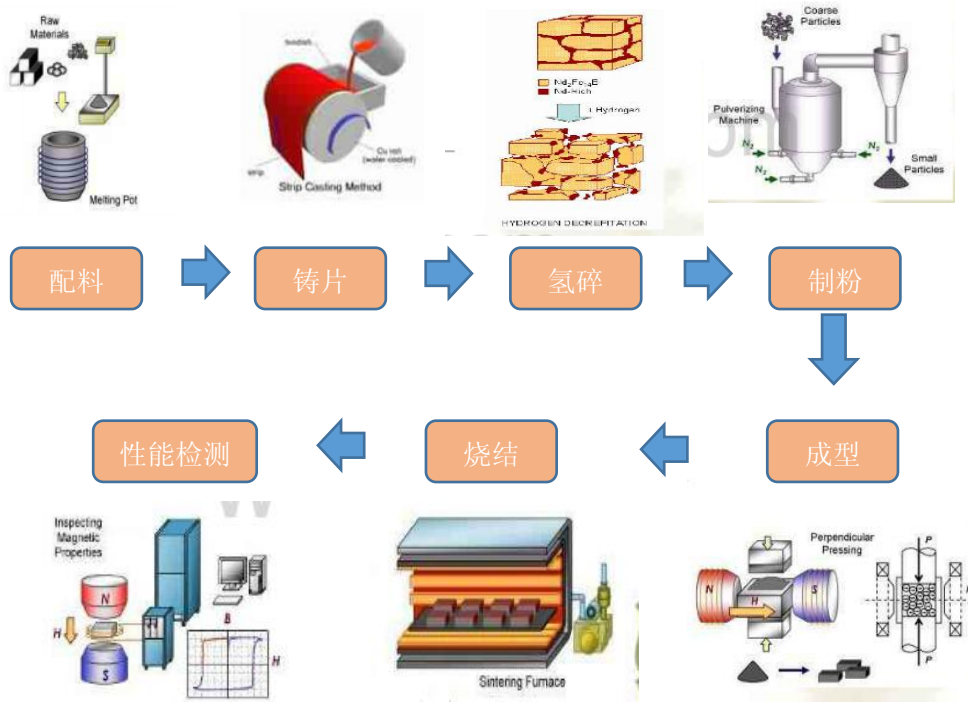 Raw
Materials
Melting Pot
tundish
Cu roll
(water cooled)
strip
Strip Casting Method
Nd-Rich
Hydrogen
HYDROGEN DECREPITATION
Coarse
Particles
Pulverizing
Machine
N₂
N₂
N₂
Small
Particles
配料
铸片
氢碎
制粉
性能检测
烧结
成型
Inspecting
Magnetic
Properties
N
H
S
B
H
Sintering Furnace
Perpendicular
Pressing
N
H
S
P
P